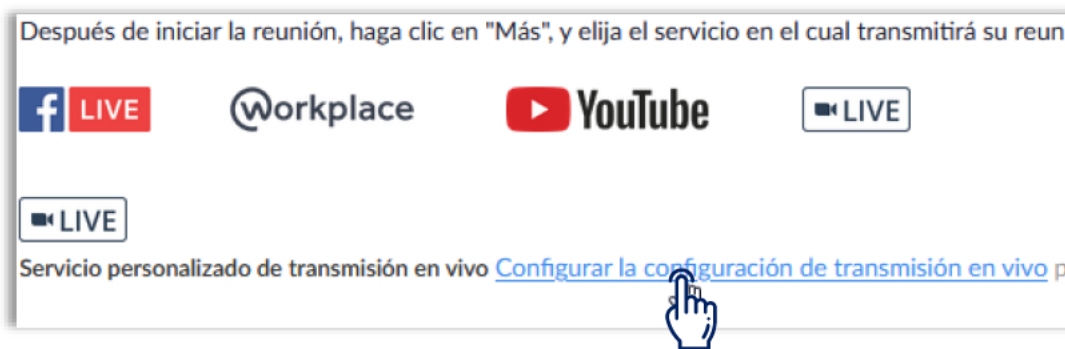 Después de iniciar la reunión, haga clic en "Más", y elija el servicio en el cual transmitirá su
f LIVE workplace YouTube LIVE
LIVE
Servicio personalizado de transmisión en vivo Configurar la configuración de transmisión en vivo